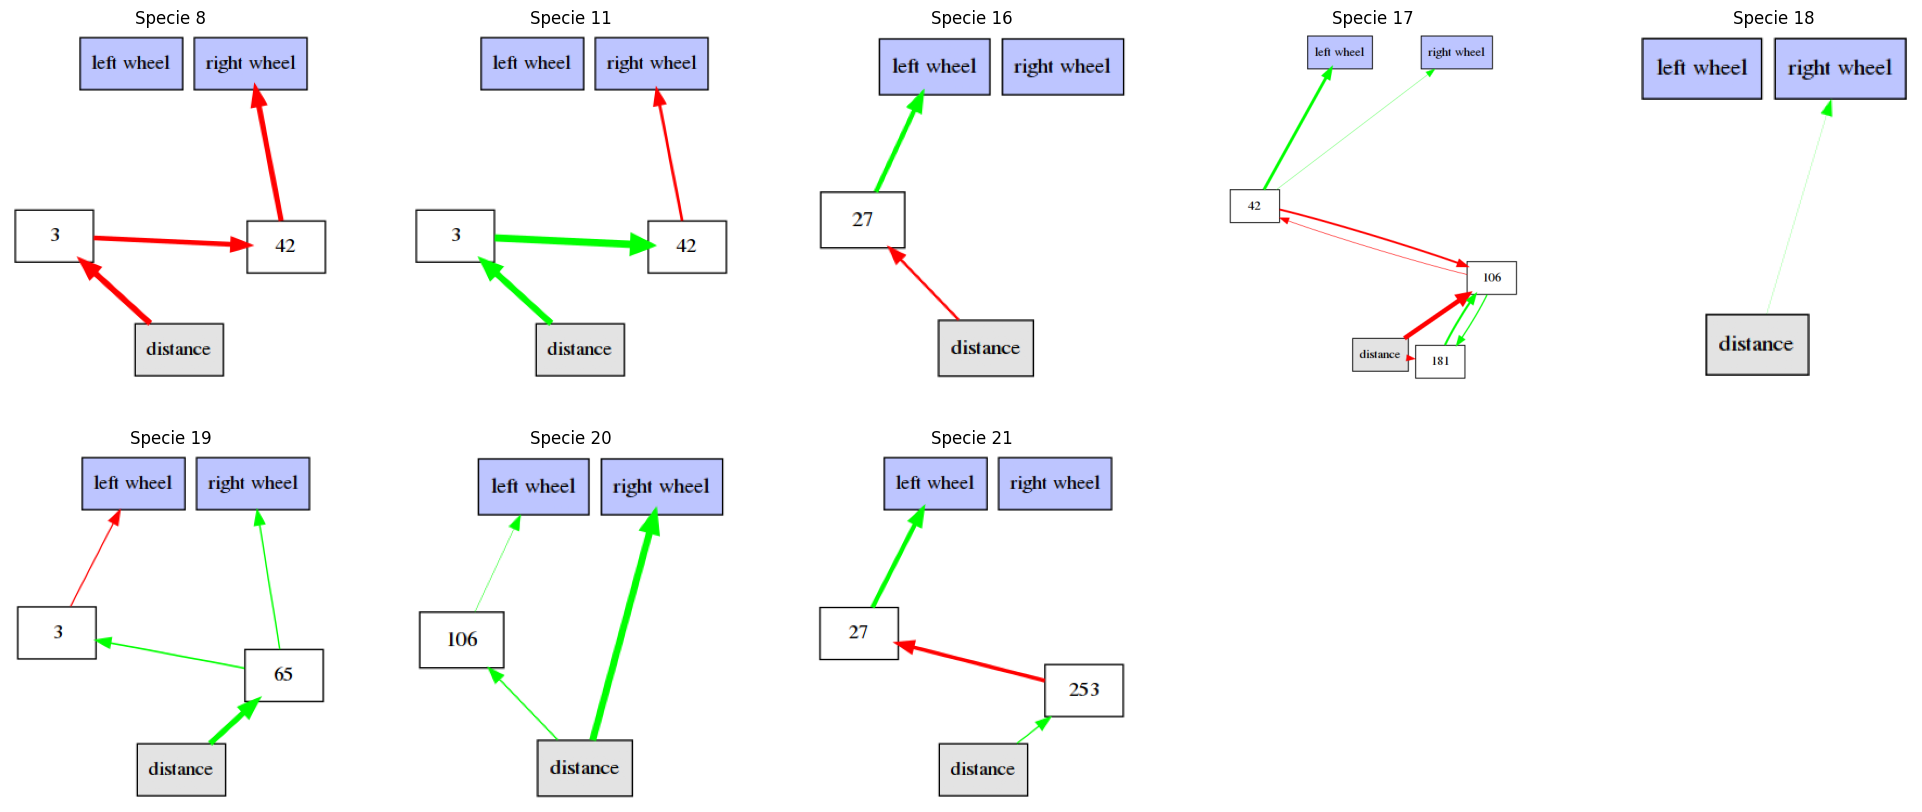 Specie 8
left wheel
right wheel
3
42
distance
Specie 11
left wheel
right wheel
3
42
distance
Specie 16
left wheel
right wheel
27
distance
Specie 17
left wheel
right wheel
42
106
distance
181
Specie 18
left wheel
right wheel
distance
Specie 19
left wheel
right wheel
3
65
distance
Specie 20
left wheel
right wheel
106
distance
Specie 21
left wheel
right wheel
27
253
distance